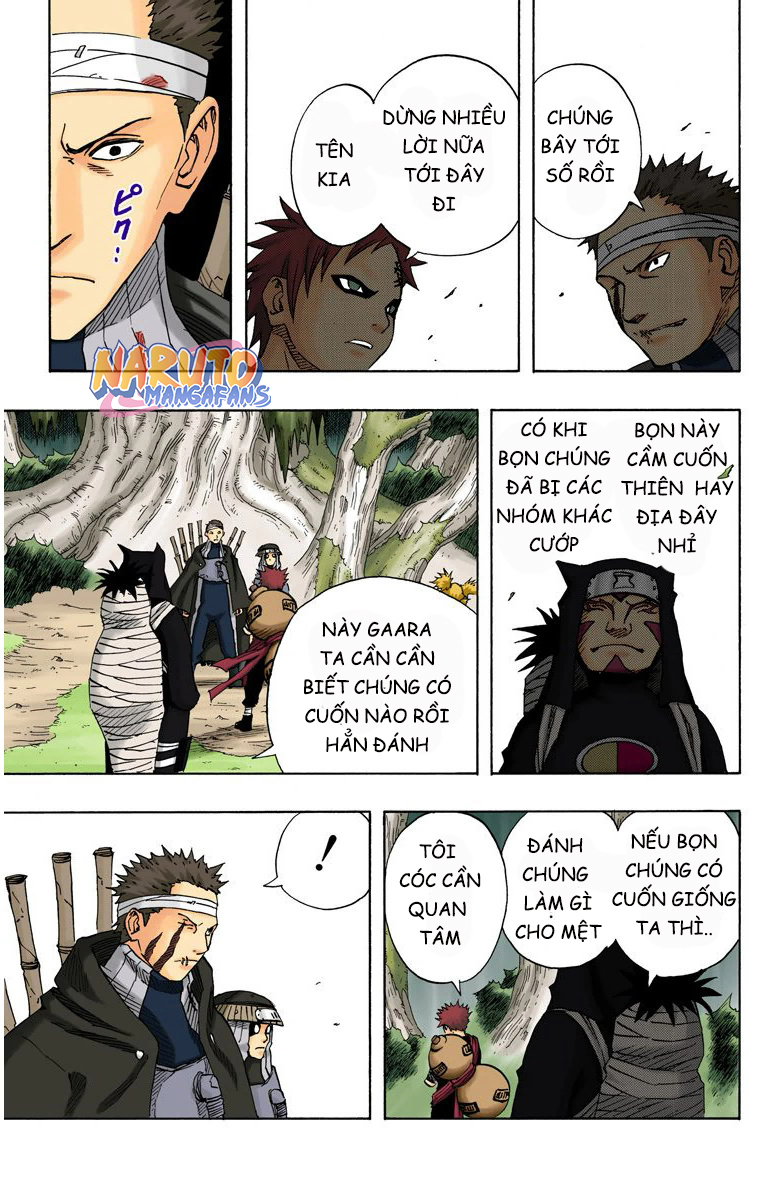 CHÚNG
BÂY TỚI
SỐ RỒI
DỪNG NHIỀU
LỜI NỮA
TỚI ĐÂY
ĐI
TÊN
KIA
ピク…
NARUTO
MANGAFANS
BỌN NÀY
CẦM CUỐN
THIÊN HAY
ĐỊA ĐÂY
NHỈ
CÓ KHI
BỌN CHÚNG
ĐÃ BỊ CÁC
NHÓM KHÁC
CƯỚP
NÀY GAARA
TA CẦN CẦN
BIẾT CHÚNG CÓ
CUỐN NÀO RỒI
HẲN ĐÁNH
NẾU BỌN
CHÚNG CÓ
CUỐN GIỐNG
TA THÌ..
ĐÁNH
CHÚNG
LÀM GÌ
CHO MỆT
TÔI
CÓC CẦN
QUAN
TÂM
!